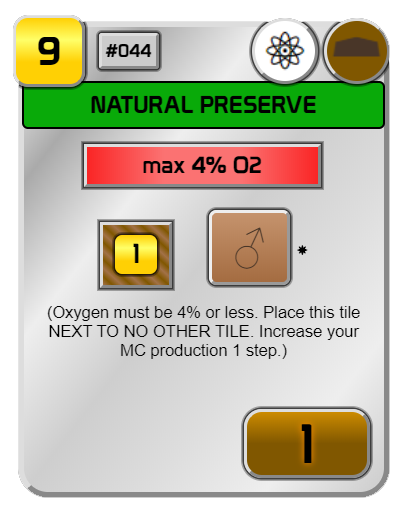 9
#044
NATURAL PRESERVE
max 4% O2
1
*
(Oxygen must be 4% or less. Place this tile
NEXT TO NO OTHER TILE. Increase your
MC production 1 step.)
1